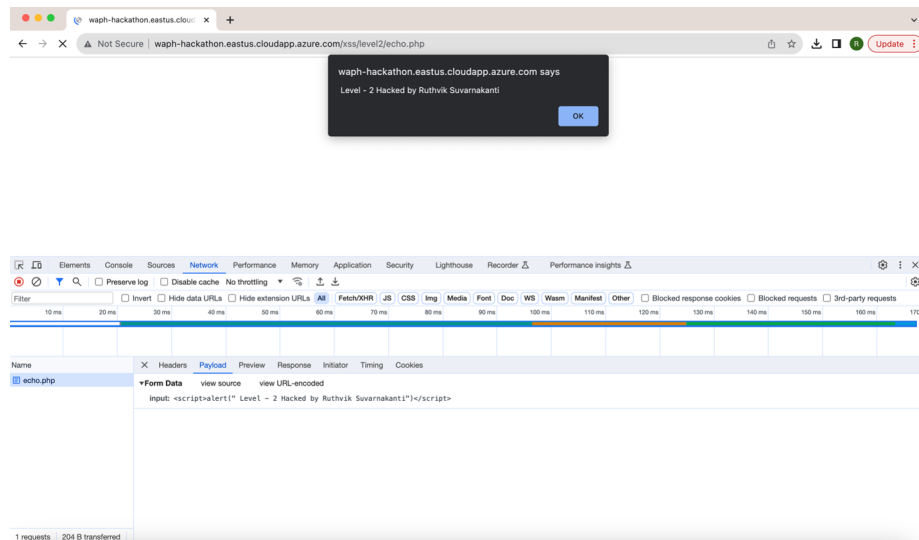 waph-hackathon.eastus.cloud
Not Secure waph-hackathon.eastus.cloudapp.azure.com/xss/level2/echo.php R Update
waph-hackathon.eastus.cloudapp.azure.com says
Level - 2 Hacked by Ruthvik Suvarnakanti
OK
Elements Console Sources Network Performance Memory Application Security Lighthouse Recorder Performance insights
Preserve log Disable cache No throttling
Filter Invert Hide data URLs Hide extension URLs All Fetch/XHR JS CSS Img Media Font Doc WS Wasm Manifest Other Blocked response cookies Blocked requests 3rd-party requests
10 ms 20 ms 30 ms 40 ms 50 ms 60 ms 70 ms 80 ms 90 ms 100 ms 110 ms 120 ms 130 ms 140 ms 150 ms 160 ms 170
Name Headers Payload Preview Response Initiator Timing Cookies
echo.php Form Data view source view URL-encoded
input: <script>alert(" Level - 2 Hacked by Ruthvik Suvarnakanti")</script>
1 requests 204 B transferred